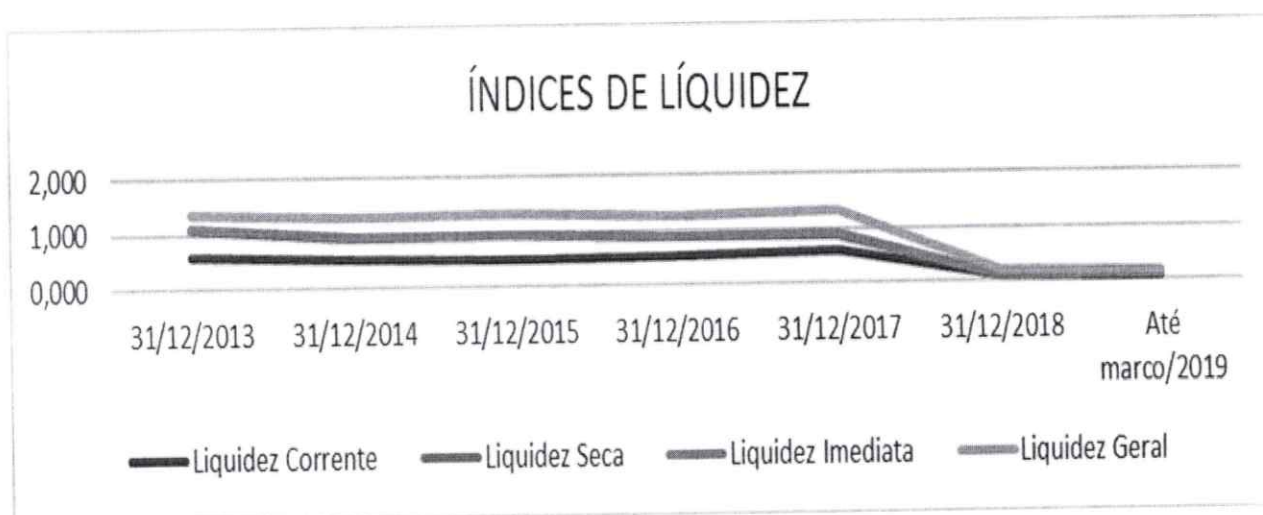 ÍNDICES DE LÍQUIDEZ
2,000
1,000
0,000
31/12/2013 31/12/2014 31/12/2015 31/12/2016 31/12/2017 31/12/2018 Até
marco/2019
Liquidez Corrente Liquidez Seca Liquidez Imediata Liquidez Geral